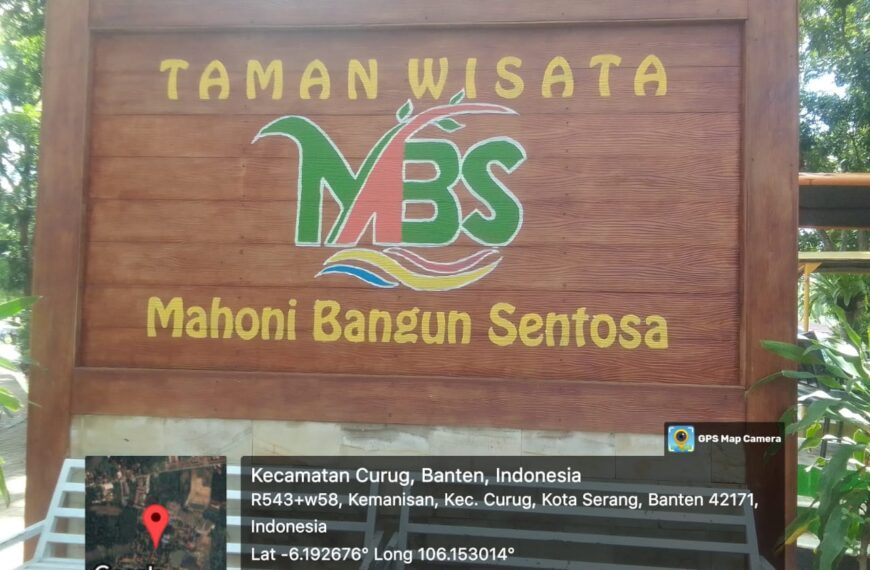 TAMAN WISATA
MBS
Mahoni Bangun Sentosa
GPS Map Camera
Kecamatan Curug, Banten, Indonesia
R543+w58, Kemanisan, Kec. Curug, Kota Serang, Banten 42171,
Indonesia
Lat -6.192676° Long 106.153014°